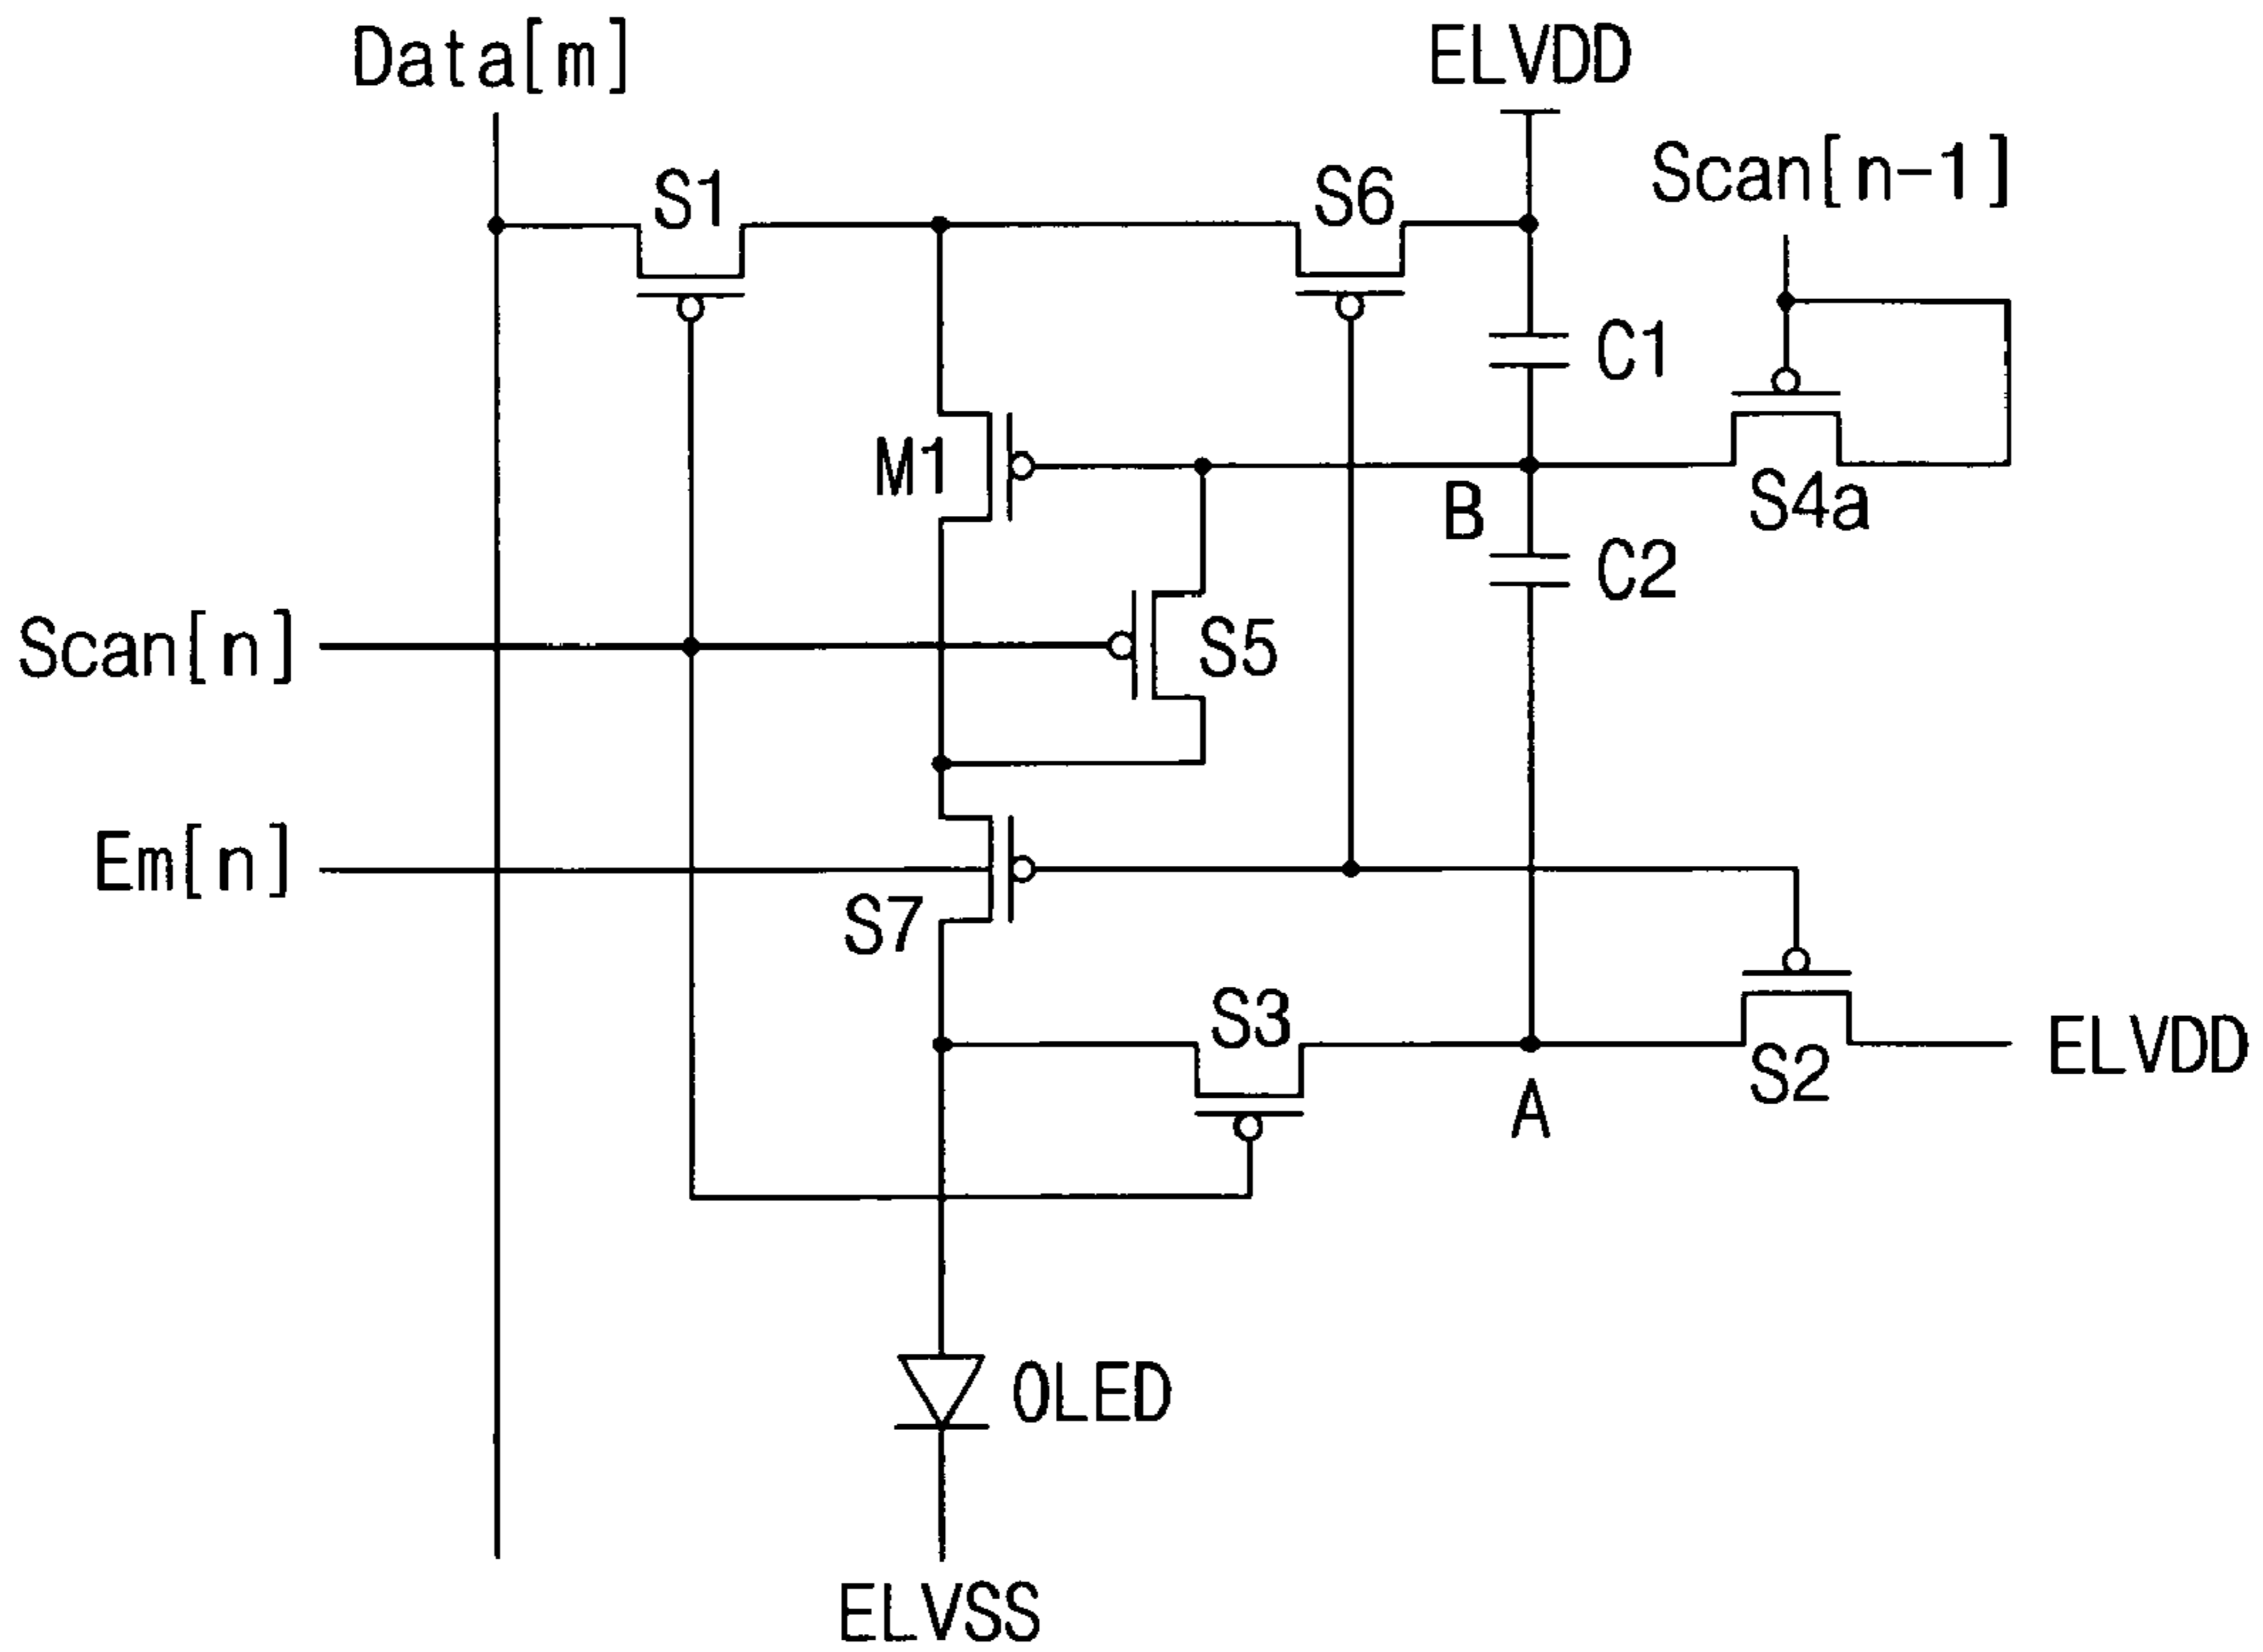 Data[m]
ELVDD
Scan[n-1]
S1
S6
C1
M1
B
S4a
C2
Scan[n]
S5
Em[n]
S7
S3
S2
ELVDD
A
OLED
ELVSS